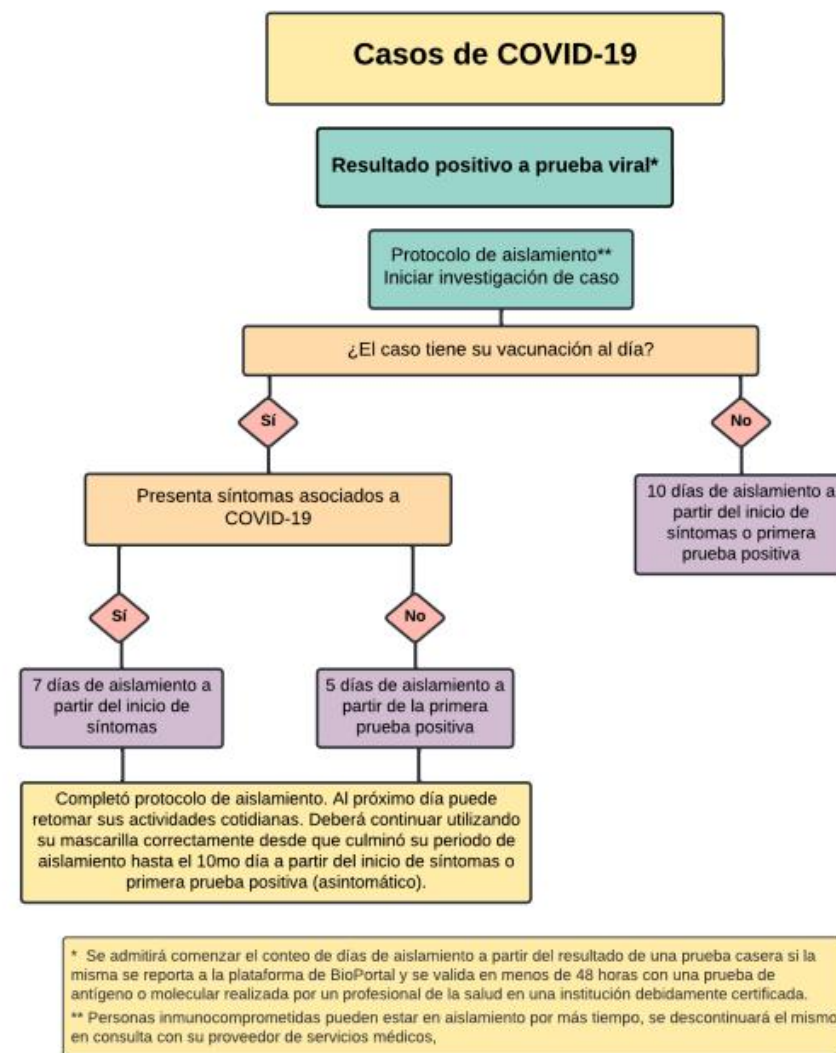 Casos de COVID-19
Resultado positivo a prueba viral*
Protocolo de aislamiento**
Iniciar investigación de caso
¿El caso tiene su vacunación al día?
Sí
No
Presenta síntomas asociados a
COVID-19
10 días de aislamiento a
partir del inicio de
síntomas o primera
prueba positiva
Sí
No
7 días de aislamiento a
partir del inicio de
síntomas
5 días de aislamiento a
partir de la primera
prueba positiva
Completó protocolo de aislamiento. Al próximo día puede
retomar sus actividades cotidianas. Deberá continuar utilizando
su mascarilla correctamente desde que culminó su periodo de
aislamiento hasta el 10mo día a partir del inicio de síntomas o
primera prueba positiva (asintomático).
* Se admitirá comenzar el conteo de días de aislamiento a partir del resultado de una prueba casera si la
misma se reporta a la plataforma de BioPortal y se valida en menos de 48 horas con una prueba de
antígeno o molecular realizada por un profesional de la salud en una institución debidamente certificada.
** Personas inmunocomprometidas pueden estar en aislamiento por más tiempo, se descontinuará el mismo
en consulta con su proveedor de servicios médicos,